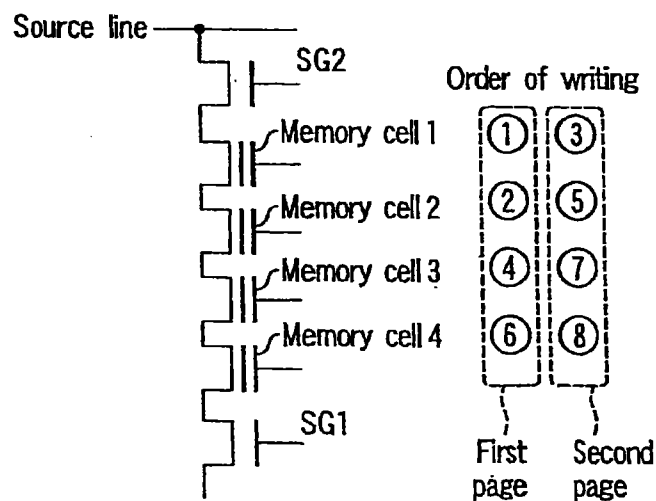 Source line
SG2
Order of writing
Memory cell 1
① ③
Memory cell 2
② ⑤
Memory cell 3
④ ⑦
Memory cell 4
⑥ ⑧
SG1
First page
Second page